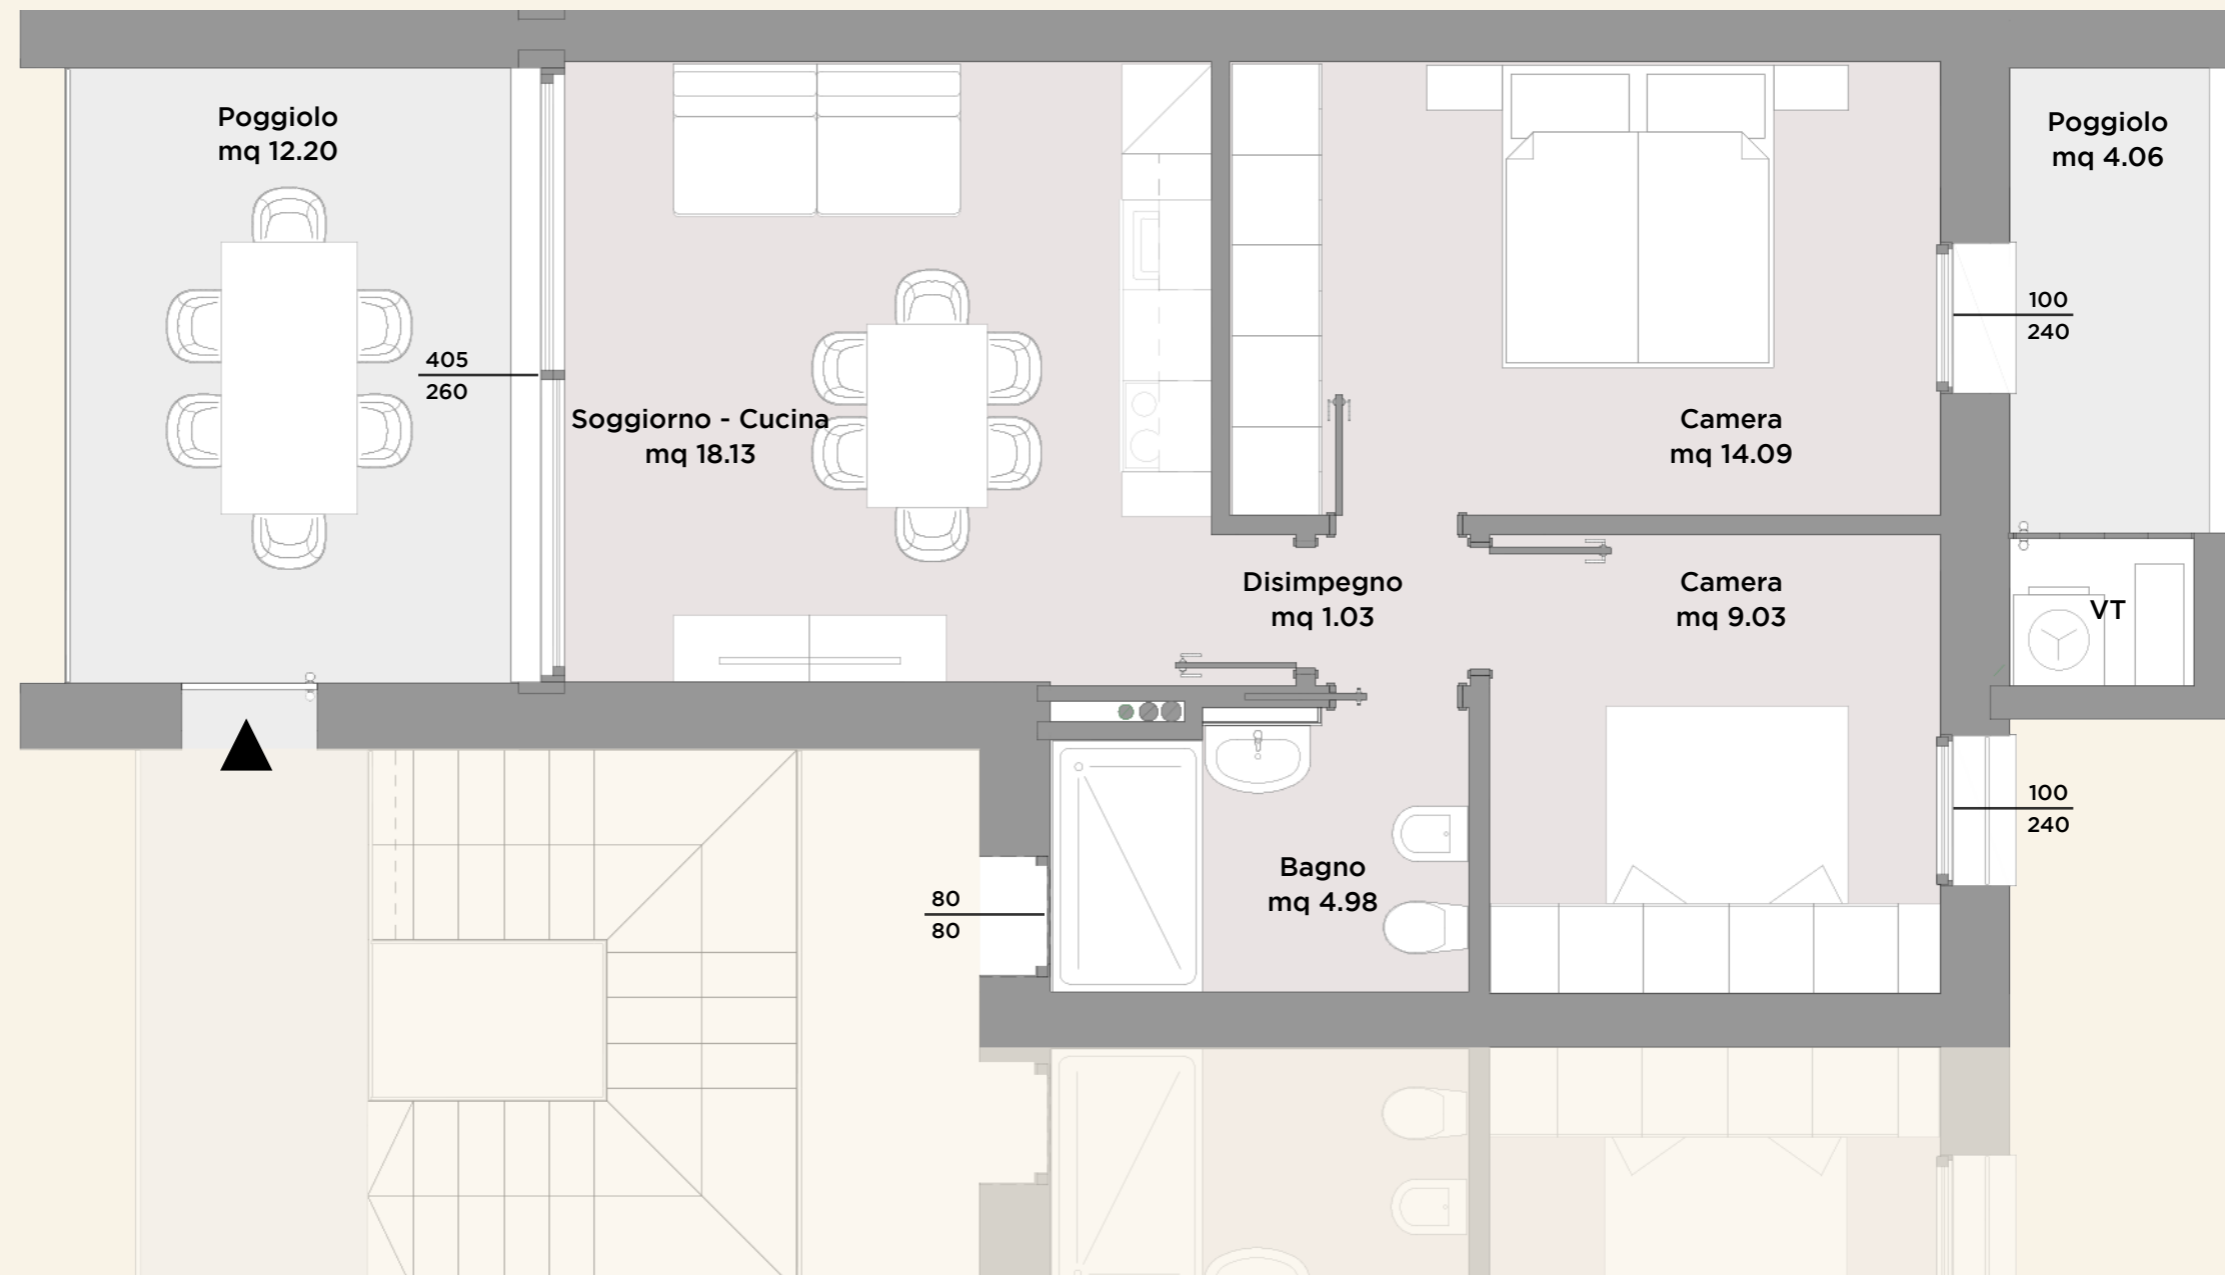 Poggiolo
mq 12.20
Poggiolo
mq 4.06
100
240
405
260
Soggiorno - Cucina
mq 18.13
Camera
mq 14.09
Disimpegno
mq 1.03
Camera
mq 9.03
VT
100
240
Bagno
mq 4.98
80
80